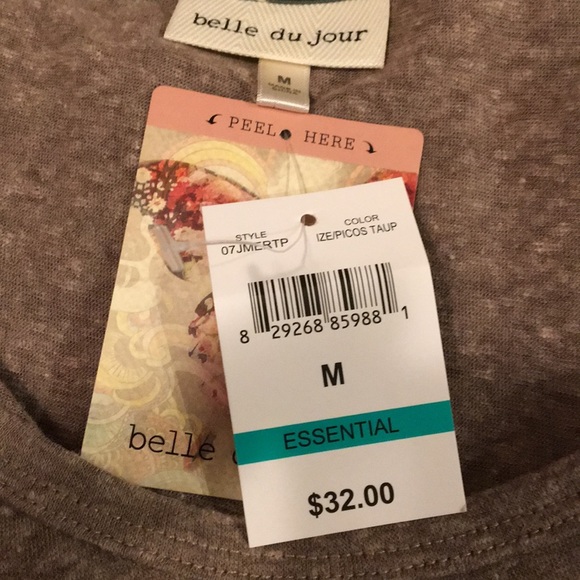 belle du jour
M
PEEL HERE
STYLE
07JMERTP
COLOR
IZE/PICOS TAUP
8 29268 85988 1
M
ESSENTIAL
$32.00
belle